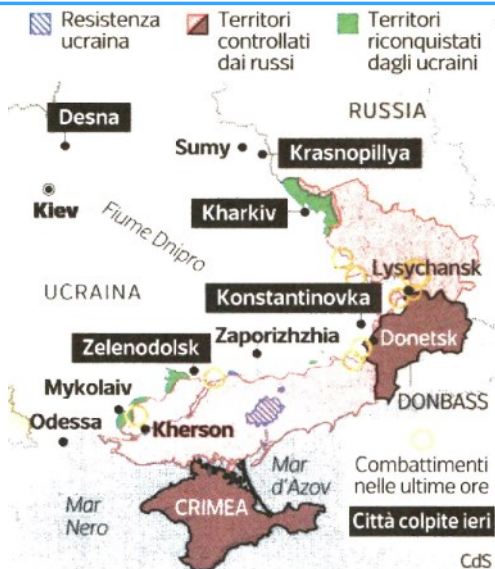 Resistenza
ucraina
Territori
controllati
dai russi
Territori
riconquistati
dagli ucraini
RUSSIA
Desna
Sumy
Krasnopillya
Kiev
Kharkiv
Fiume Dnipro
Lysychansk
UCRAINA
Konstantinovka
Zaporizhzhia
Donetsk
Zelenodolsk
Mykolaiv
DONBASS
Odessa
Kherson
Mar
d'Azov
Combattimenti
nelle ultime ore
Mar
Nero
CRIMEA
Città colpite ieri
CdS